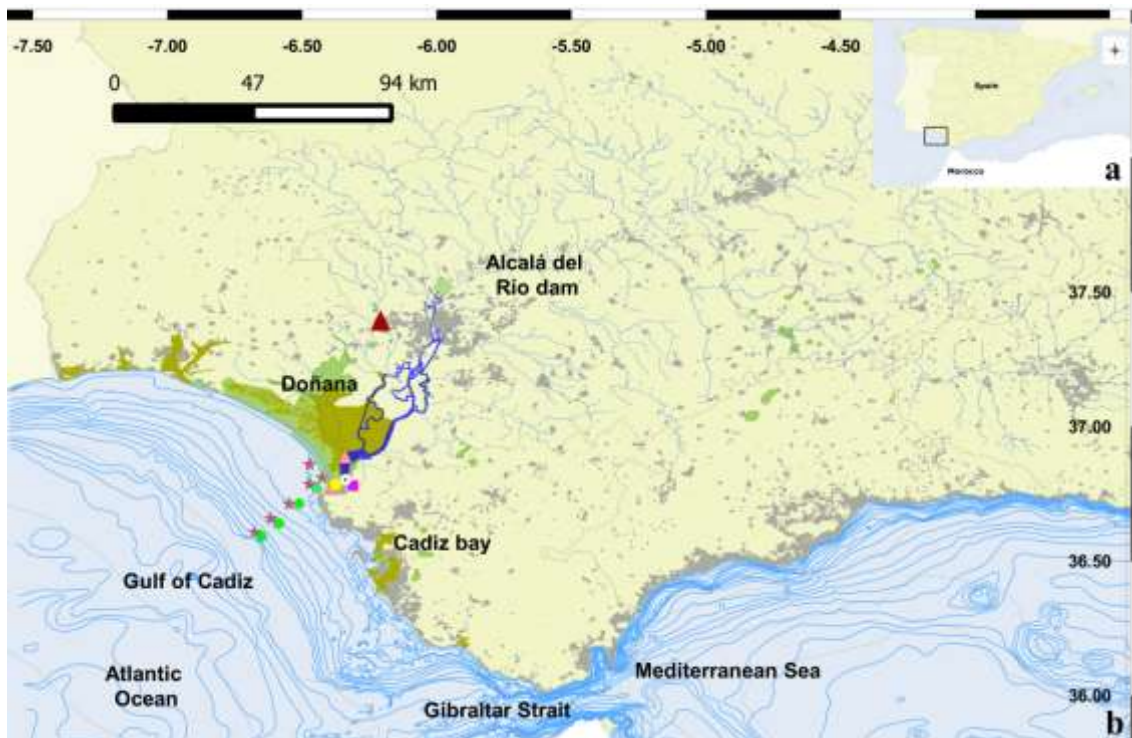 -7.50 -7.00 -6.50 -6.00 -5.50 -5.00 -4.50
0 47 94 km
Spain
Morocco
a
Alcalá del
Río dam
37.50
Doñana
37.00
Cadiz bay
36.50
Gulf of Cadiz
Atlantic
Ocean
Mediterranean Sea
Gibraltar Strait
36.00
b